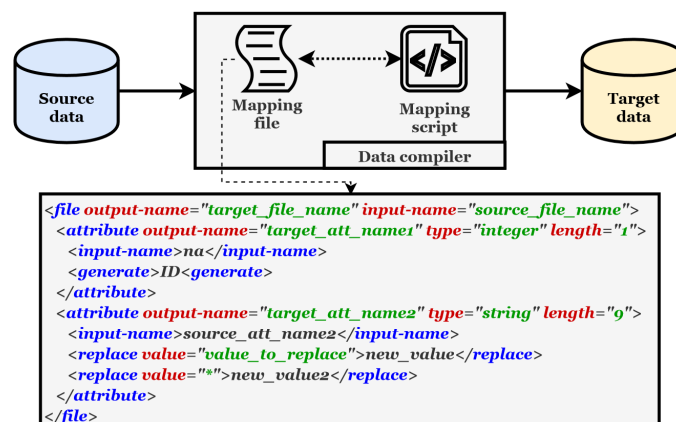 Source
data
Mapping
file
</>
Mapping
script
Data compiler
Target
data
<file output-name="target_file_name" input-name="source_file_name">
<attribute output-name="target_att_name1" type="integer" length="1">
<input-name>na</input-name>
<generate>ID<generate>
</attribute>
<attribute output-name="target_att_name2" type="string" length="9">
<input-name>source_att_name2</input-name>
<replace value="value_to_replace">new_value</replace>
<replace value="*">new_value2</replace>
</attribute>
</file>